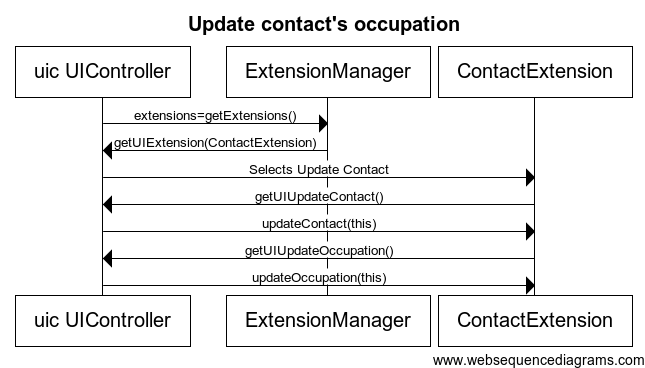 Update contact's occupation
uic UIController ExtensionManager ContactExtension
extensions=getExtensions()
getUIExtension(ContactExtension)
Selects Update Contact
getUIUpdateContact()
updateContact(this)
getUIUpdateOccupation()
updateOccupation(this)
uic UIController ExtensionManager ContactExtension
www.websequencediagrams.com